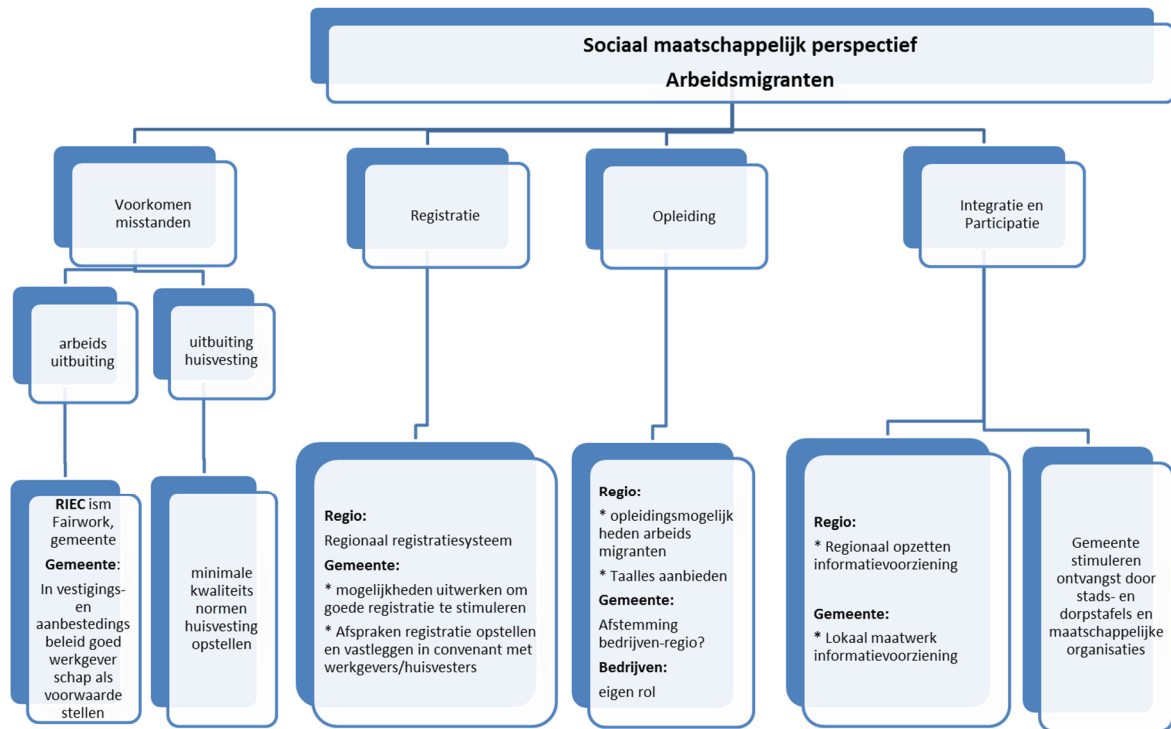 Sociaal maatschappelijk perspectief
Arbeidsmigranten
Voorkomen
misstanden
Registratie
Opleiding
Integratie en
Participatie
arbeids
uitbuiting
uitbuiting
huisvesting
RIEC ism
Fairwork,
gemeente
Gemeente:
In vestigings-
en
aanbestedings
beleid goed
werkgever
schap als
voorwaarde
stellen
minimale
kwaliteits
normen
huisvesting
opstellen
Regio:
Regionaal registratiesysteem
Gemeente:
* mogelijkheden uitwerken om
goede registratie te stimuleren
* Afspraken registratie opstellen
en vastleggen in convenant met
werkgevers/huisvesters
Regio:
* opleidingsmogelijk
heden arbeids
migranten
* Taalles aanbieden
Gemeente:
Afstemming
bedrijven-regio?
Bedrijven:
eigen rol
Regio:
* Regionaal opzetten
informatievoorziening
Gemeente:
* Lokaal maatwerk
informatievoorziening
Gemeente
stimuleren
ontvangst door
stads- en
dorpstafels en
maatschappelijke
organisaties